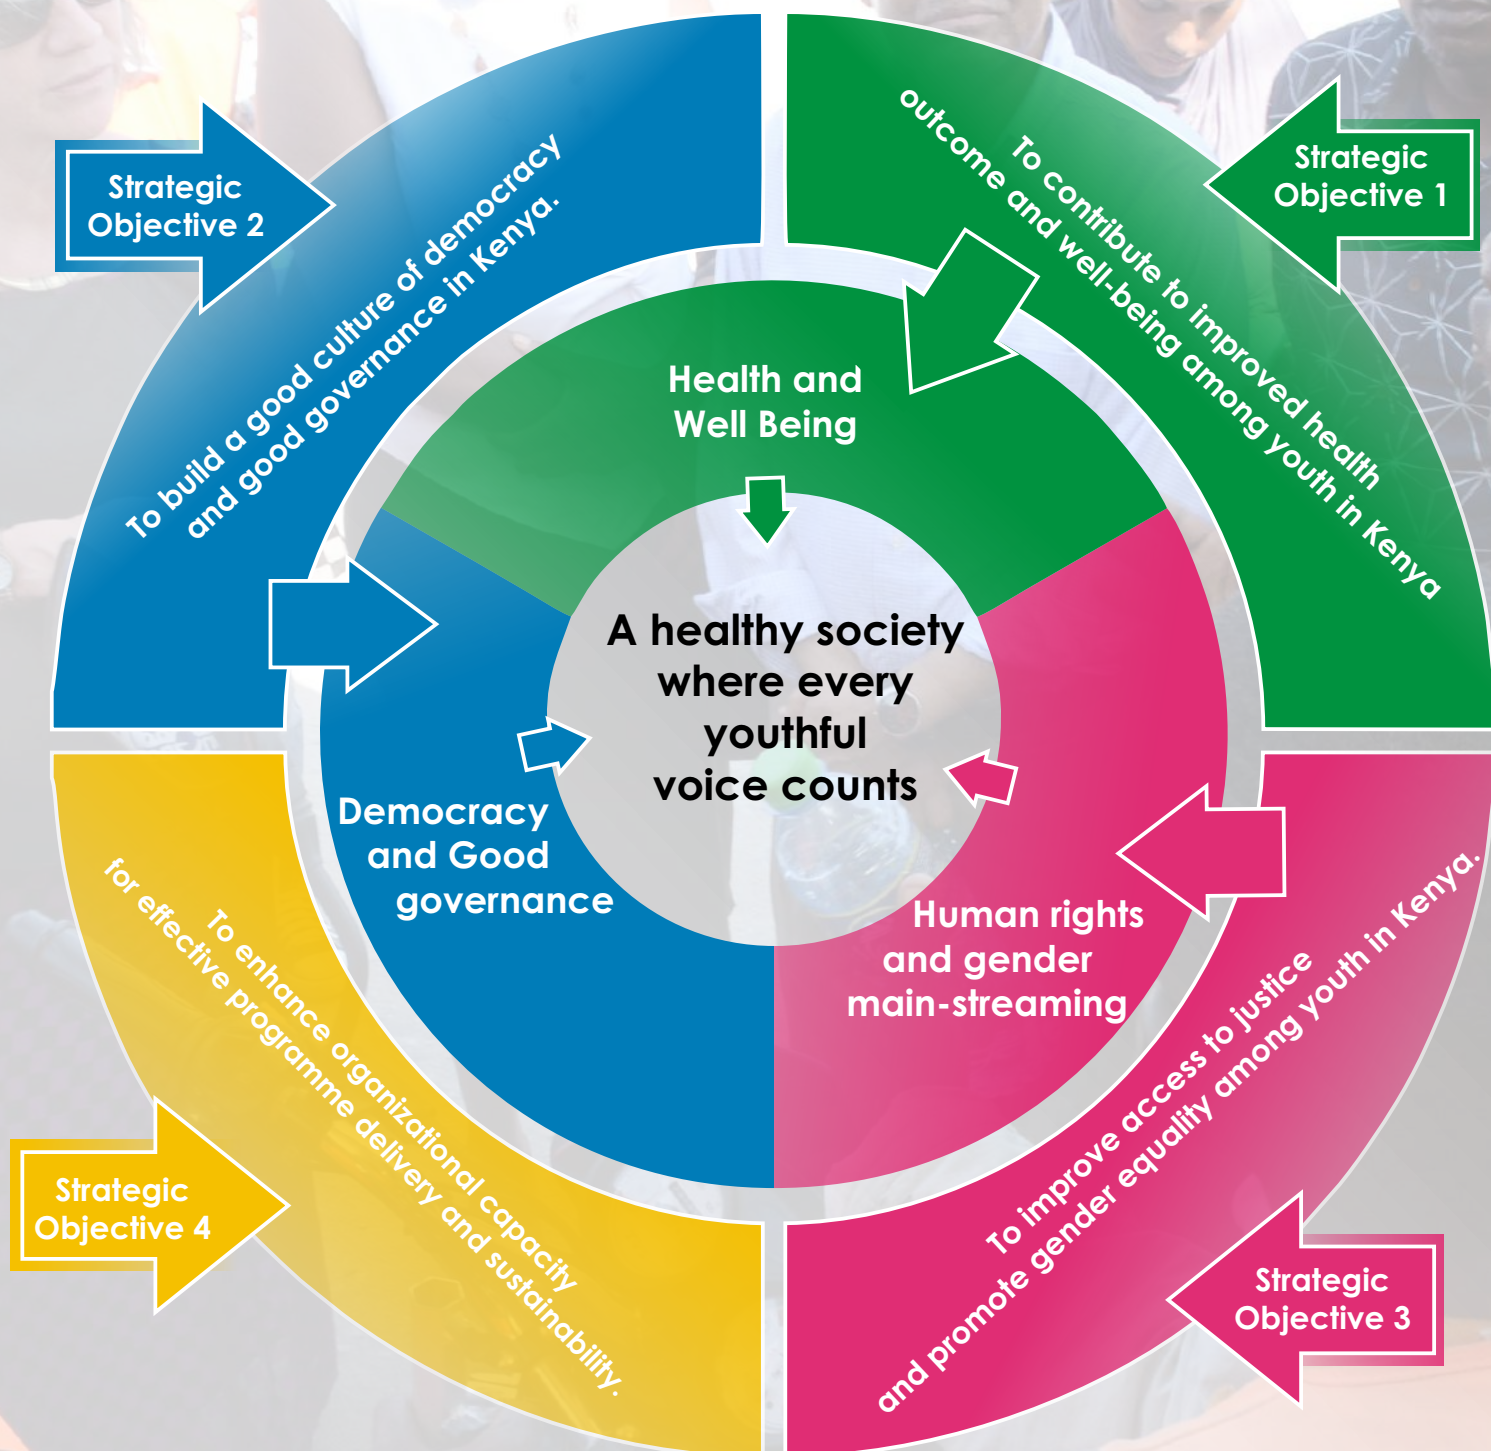 Strategic
Objective 1
To contribute to improved health
outcome and well-being among youth in Kenya
Strategic
Objective 2
To build a good culture of democracy
and good governance in Kenya.
Health and
Well Being
A healthy society
where every
youthful
voice counts
Democracy
and Good
governance
Human rights
and gender
main-streaming
Strategic
Objective 3
To improve access to justice
and promote gender equality among youth in Kenya.
Strategic
Objective 4
To enhance organizational capacity
for effective programme delivery and sustainability.